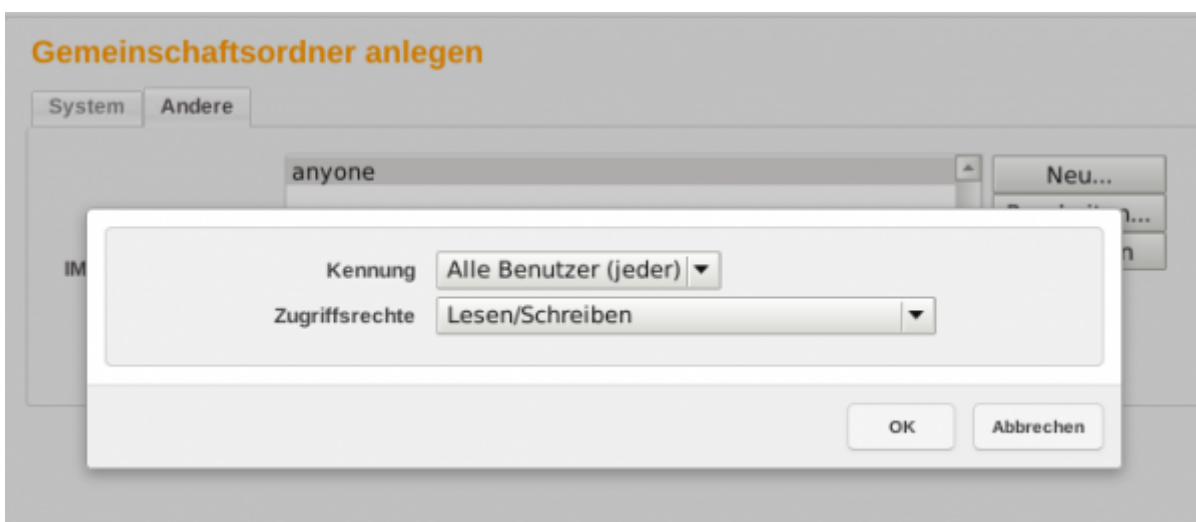 Gemeinschaftsordner anlegen
System Andere
anyone
Neu...
IM
Kennung Alle Benutzer (jeder)
Zugriffsrechte Lesen/Schreiben
OK Abbrechen